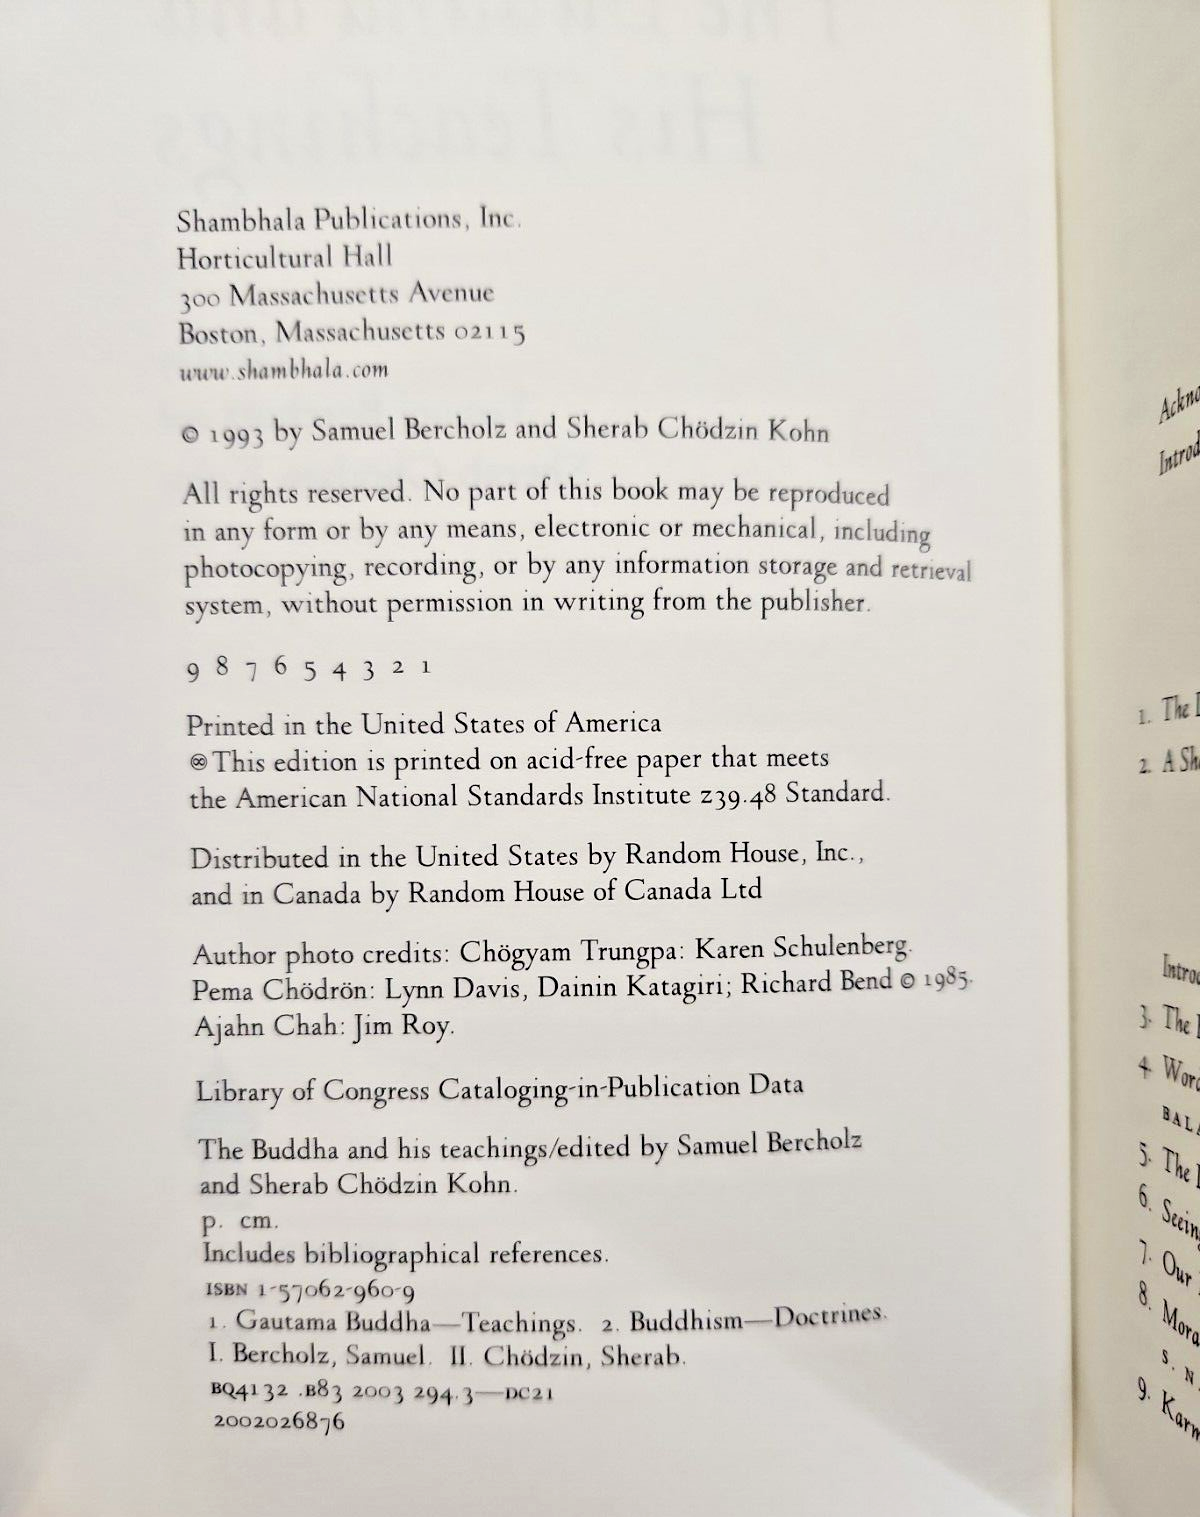 Shambhala Publications, Inc.
Horticultural Hall
300 Massachusetts Avenue
Boston, Massachusetts 02115
www.shambhala.com
© 1993 by Samuel Bercholz and Sherab Chödzin Kohn
All rights reserved. No part of this book may be reproduced
in any form or by any means, electronic or mechanical, including
photocopying, recording, or by any information storage and retrieval
system, without permission in writing from the publisher.
9 8 7 6 5 4 3 2 1
Printed in the United States of America
♾ This edition is printed on acid-free paper that meets
the American National Standards Institute z39.48 Standard.
Distributed in the United States by Random House, Inc.,
and in Canada by Random House of Canada Ltd
Author photo credits: Chögyam Trungpa: Karen Schulenberg.
Pema Chödrön: Lynn Davis, Dainin Katagiri; Richard Bend © 1985.
Ajahn Chah: Jim Roy.
Library of Congress Cataloging-in-Publication Data
The Buddha and his teachings/edited by Samuel Bercholz
and Sherab Chödzin Kohn.
p. cm.
Includes bibliographical references.
ISBN 1-57062-960-9
1. Gautama Buddha—Teachings. 2. Buddhism—Doctrines.
I. Bercholz, Samuel. II. Chödzin, Sherab.
BQ4132 .B83 2003 294.3—DC21
2002026876
1. The
2. A
3. The
4.
5. The
6.
7. Our
8.
S. N.
9.